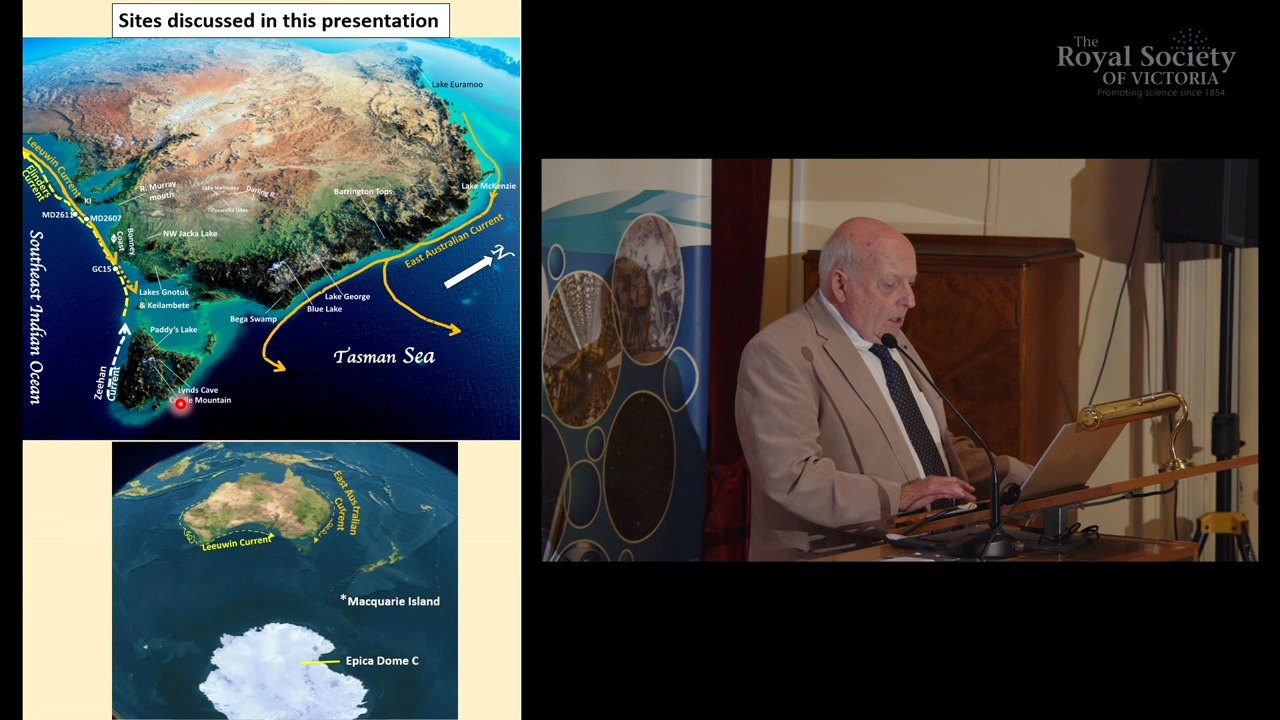 Sites discussed in this presentation
The
Royal Society
OF VICTORIA
Promoting science since 1854
Lake Euramoo
Leeuwin Current
Flinders
Current
KI
R. Murray
mouth
Darling R.
Barrington Tops
Lake McKenzie
MD2611
MD2607
NW Jacka Lake
Bonney
Coast
East Australian Current
N
GC15
Southeast Indian Ocean
Lakes Gnotuk
& Keilambete
Lake George
Blue Lake
Bega Swamp
Paddy's Lake
Tasman Sea
Zeehan
Current
Lynds Cave
Mountain
East Australian
Current
Leeuwin Current
*Macquarie Island
Epica Dome C